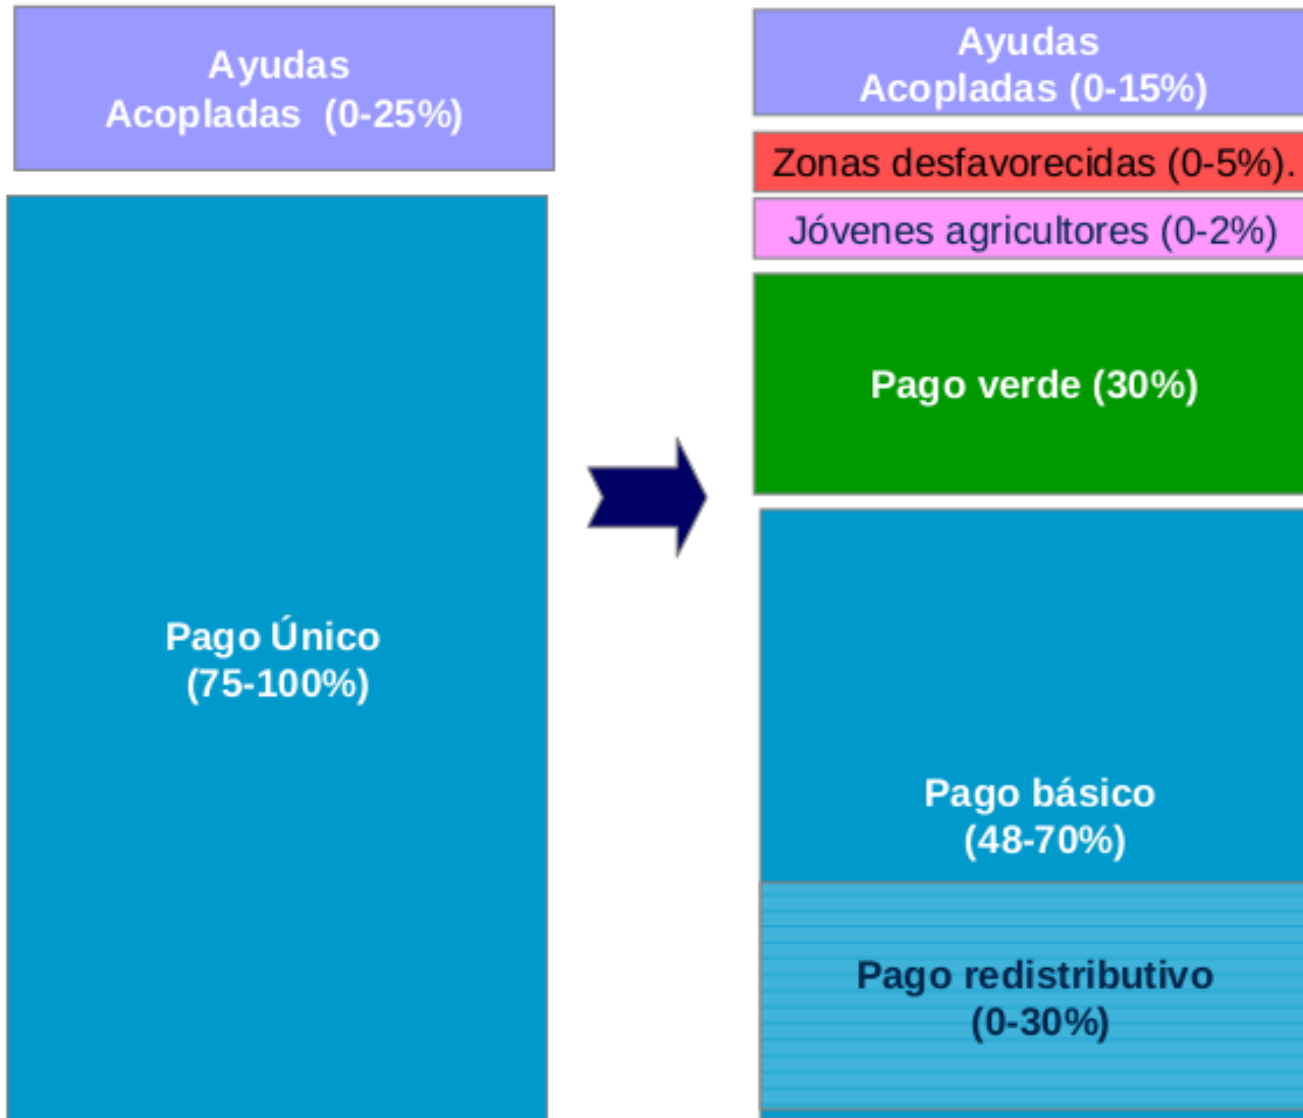 Ayudas
Acopladas (0-25%)
Pago Único
(75-100%)
Ayudas
Acopladas (0-15%)
Zonas desfavorecidas (0-5%).
Jóvenes agricultores (0-2%)
Pago verde (30%)
Pago básico
(48-70%)
Pago redistributivo
(0-30%)